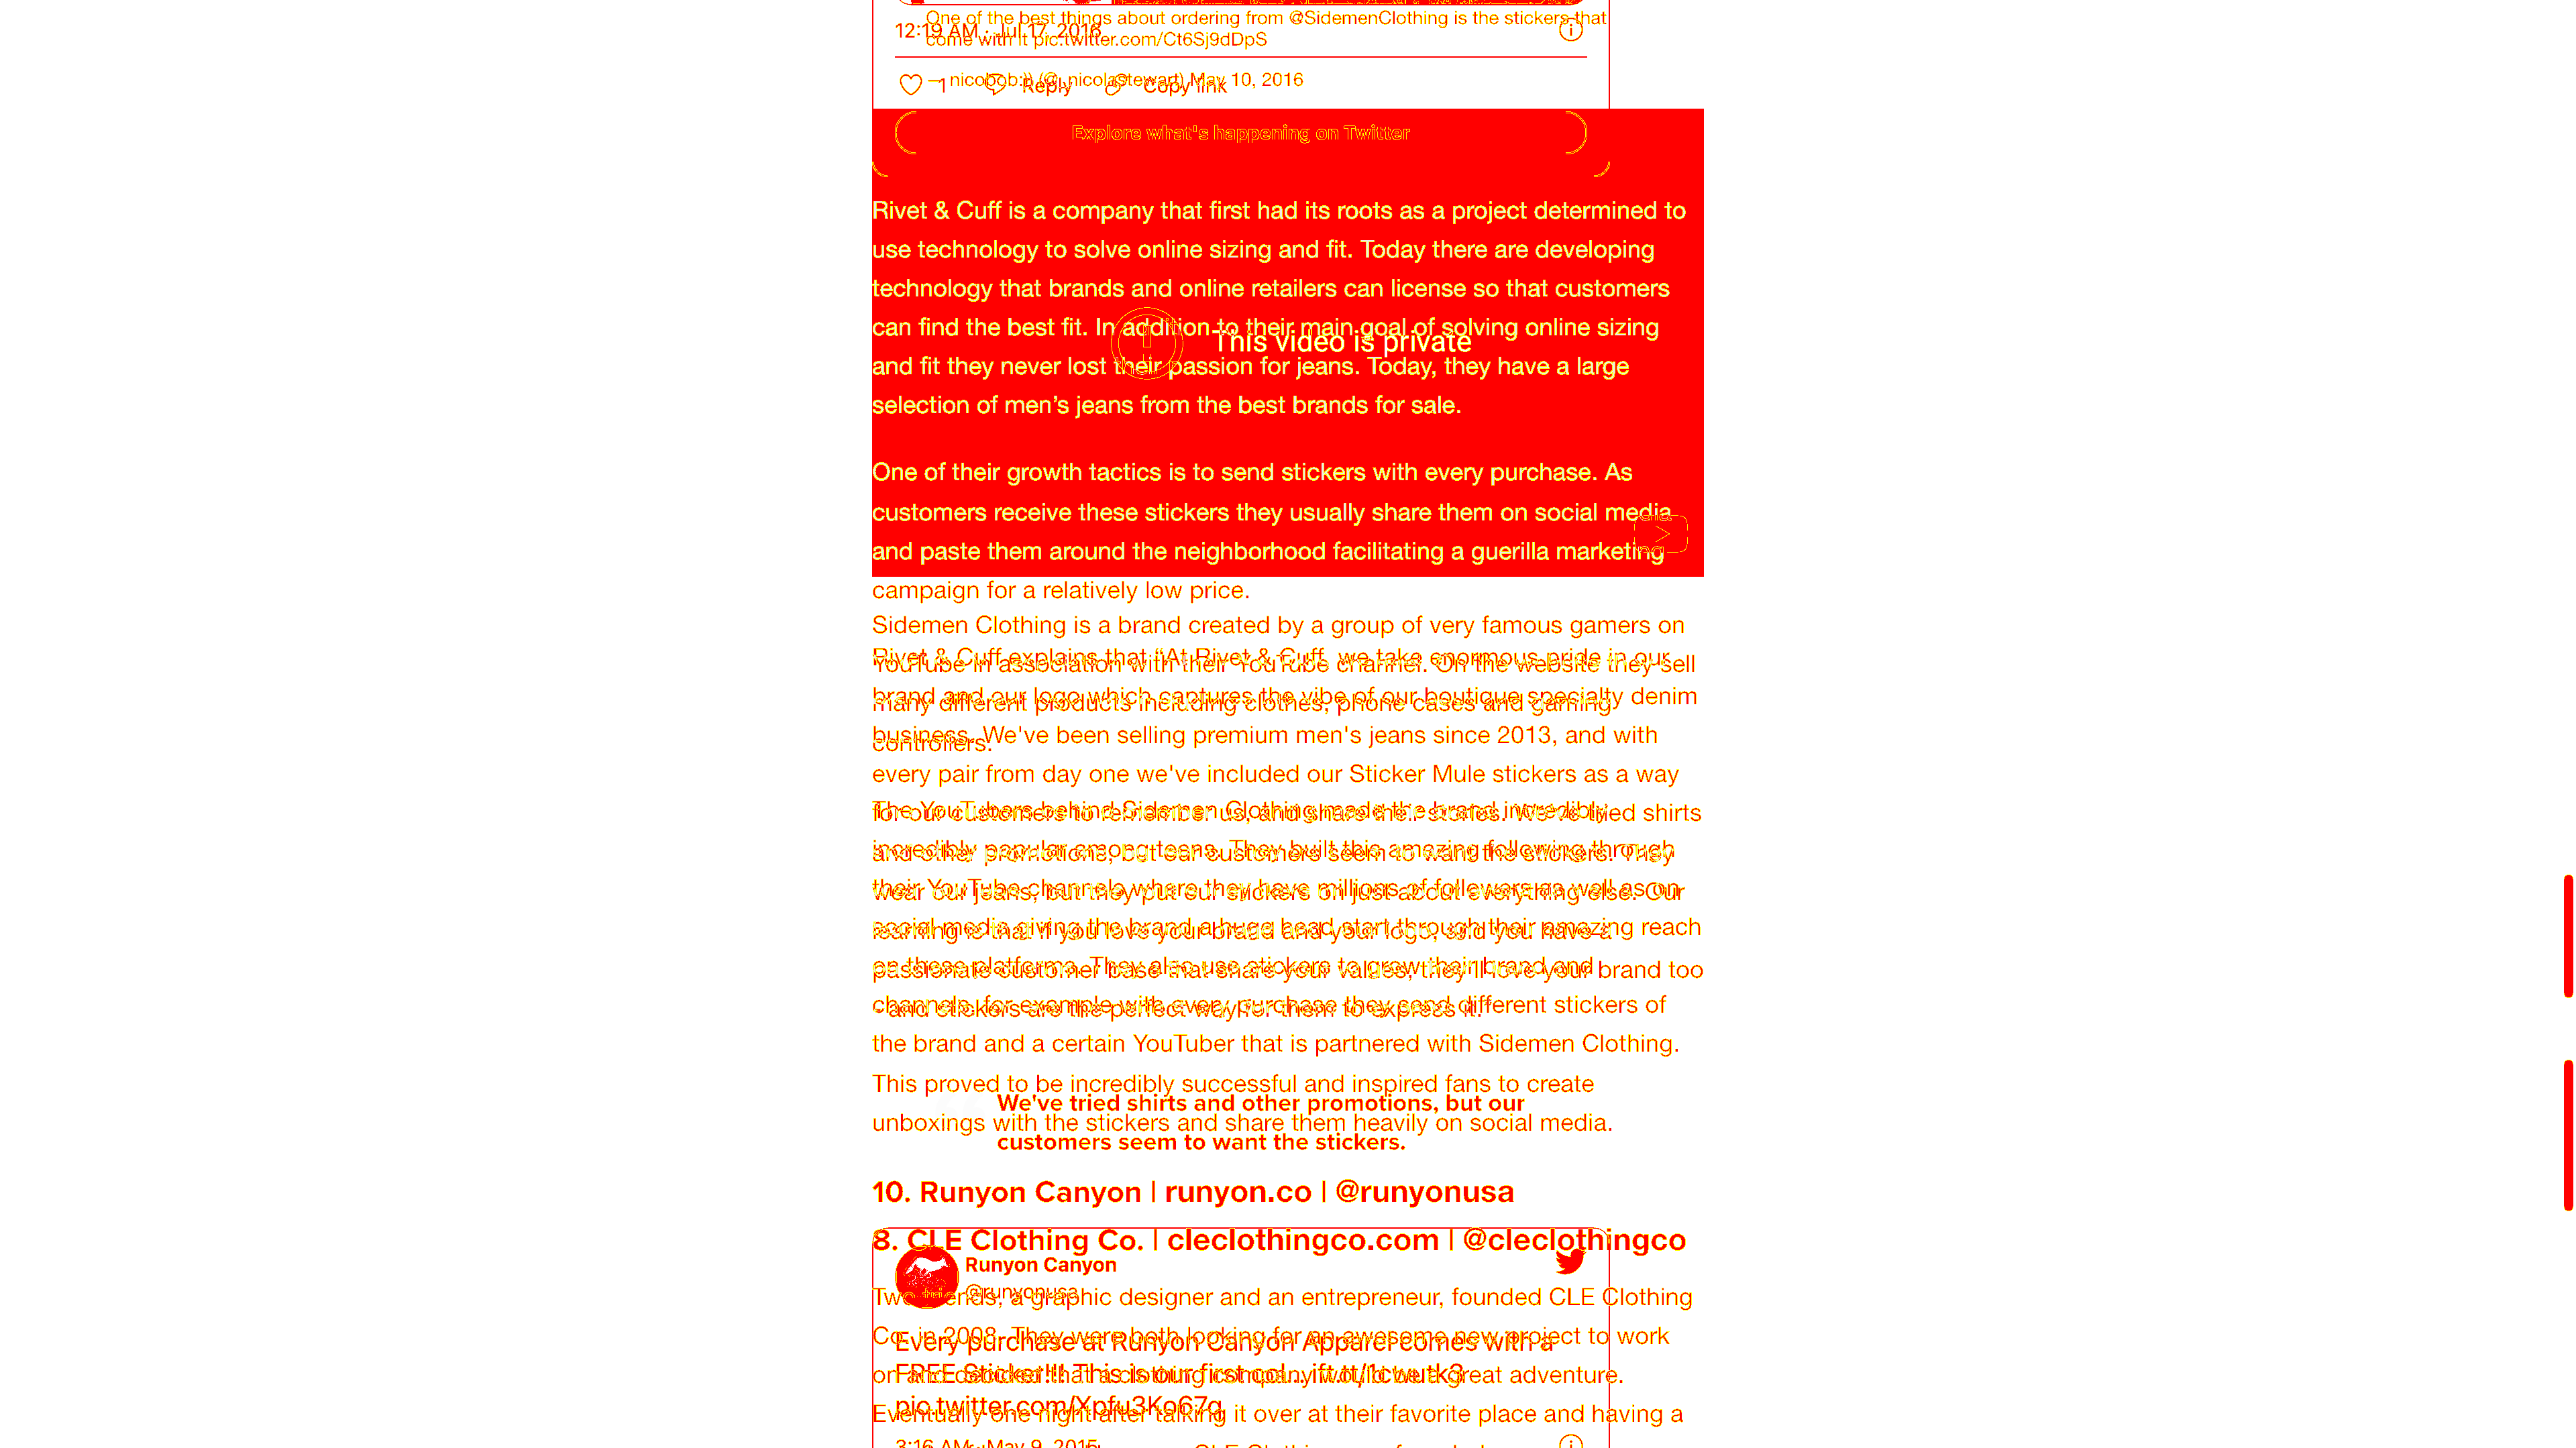 One of the best things about ordering from @SidemenClothing is the stickers that
12:19 AM · Jul 17, 2016
come with it pic.twitter.com/Ct6Sj9dDpS
— nicobob:)) (@_nicolastewart) May 10, 2016
1 Reply Copy link
Explore what's happening on Twitter
Rivet & Cuff is a company that first had its roots as a project determined to
use technology to solve online sizing and fit. Today there are developing
technology that brands and online retailers can license so that customers
can find the best fit. In addition to their main goal of solving online sizing
This video is private
and fit they never lost their passion for jeans. Today, they have a large
selection of men’s jeans from the best brands for sale.
One of their growth tactics is to send stickers with every purchase. As
customers receive these stickers they usually share them on social media
and paste them around the neighborhood facilitating a guerilla marketing
campaign for a relatively low price.
Sidemen Clothing is a brand created by a group of very famous gamers on
Rivet & Cuff explains that “At Rivet & Cuff, we take enormous pride in our
YouTube in association with their YouTube channel. On the website they sell
brand and our logo which captures the vibe of our boutique specialty denim
many different products including clothes, phone cases and gaming
business. We've been selling premium men's jeans since 2013, and with
controllers.
every pair from day one we've included our Sticker Mule stickers as a way
The YouTubers behind Sidemen Clothing made the brand incredibly
for our customers to remember us, and share their stories. We've tried shirts
incredibly popular among teens. They built this amazing following through
and other promotions, but our customers seem to want the stickers. They
their YouTube channels where they have millions of followers as well as on
wear our jeans, but they put our stickers on just about everything else. Our
social media giving the brand a huge head start through their amazing reach
learning is that if you love your brand and your logo, and you have a
on these platforms. They also use stickers to grow their brand and
passionate customer base that share your values, they'll love your brand too
channels, for example with every purchase they send different stickers of
- and stickers are the perfect way for them to express it.”
the brand and a certain YouTuber that is partnered with Sidemen Clothing.
This proved to be incredibly successful and inspired fans to create
We've tried shirts and other promotions, but our
unboxings with the stickers and share them heavily on social media.
customers seem to want the stickers.
10. Runyon Canyon | runyon.co | @runyonusa
8. CLE Clothing Co. | cleclothingco.com | @cleclothingco
Runyon Canyon
@runyonusa
Two friends, a graphic designer and an entrepreneur, founded CLE Clothing
Co. in 2008. They were both looking for an awesome new project to work
Every purchase at Runyon Canyon Apparel comes with a
on and decided that a clothing company would be a great adventure.
FREE Sticker!!! This is our first col... ift.tt/1cwutk3
pic.twitter.com/Xpfu3Ko67q
Eventually one night after talking it over at their favorite place and having a
3:16 AM · May 9, 2015